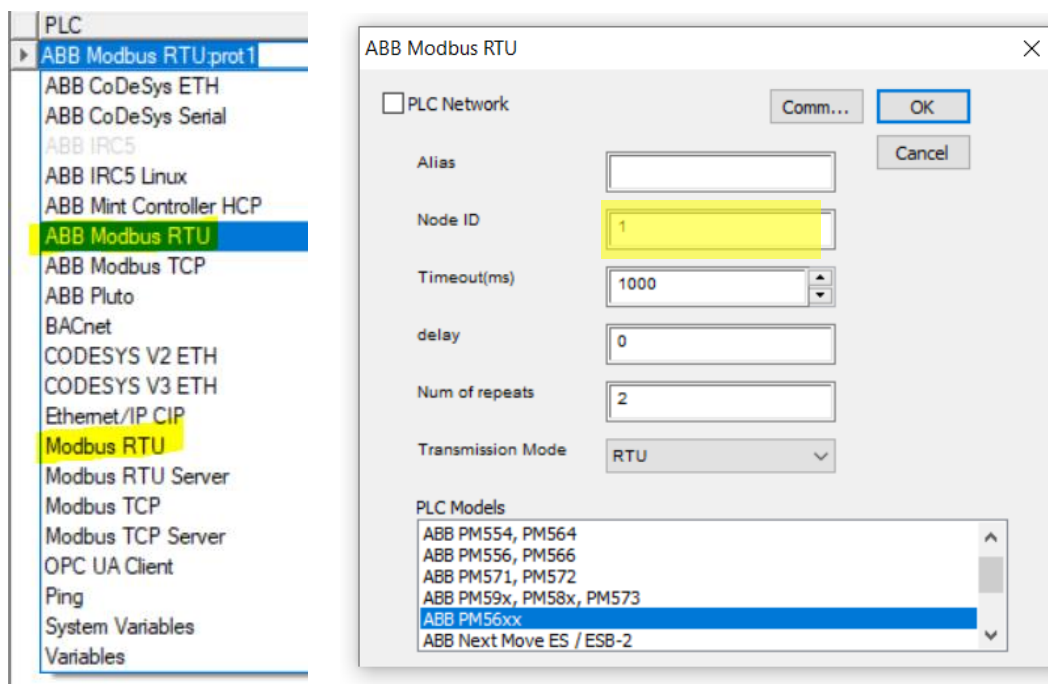 PLC
ABB Modbus RTU:prot1
ABB CoDeSys ETH
ABB CoDeSys Serial
ABB IRC5
ABB IRC5 Linux
ABB Mint Controller HCP
ABB Modbus RTU
ABB Modbus TCP
ABB Pluto
BACnet
CODESYS V2 ETH
CODESYS V3 ETH
Ethernet/IP CIP
Modbus RTU
Modbus RTU Server
Modbus TCP
Modbus TCP Server
OPC UA Client
Ping
System Variables
Variables
ABB Modbus RTU
PLC Network
Comm...
OK
Cancel
Alias
Node ID
1
Timeout(ms)
1000
delay
0
Num of repeats
2
Transmission Mode
RTU
PLC Models
ABB PM554, PM564
ABB PM556, PM566
ABB PM571, PM572
ABB PM59x, PM58x, PM573
ABB PM56xx
ABB Next Move ES / ESB-2